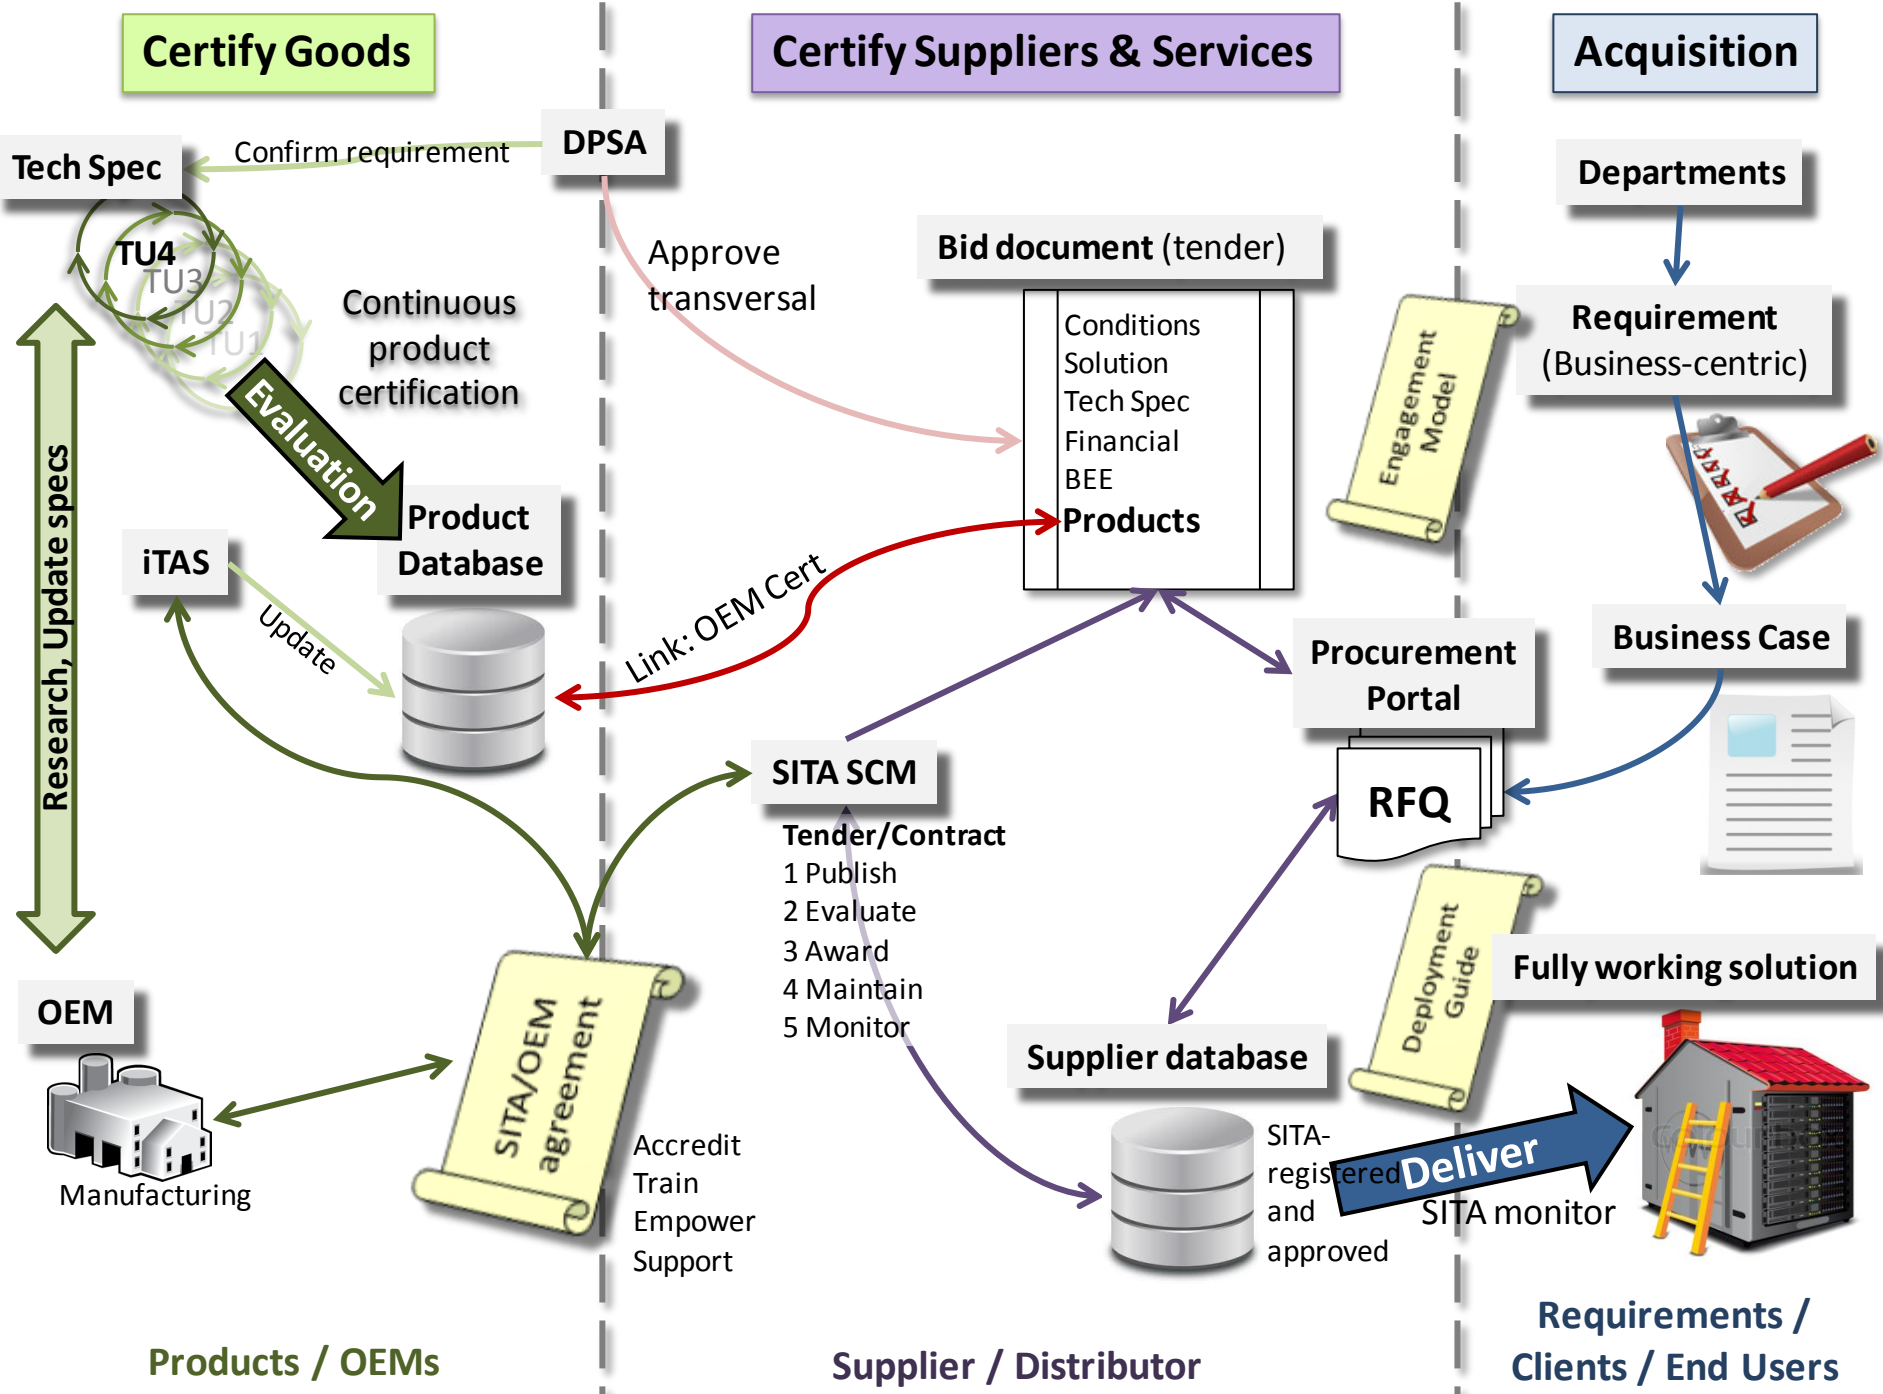 Certify Goods
Certify Suppliers & Services
Acquisition
DPSA
Confirm requirement
Tech Spec
TU4
TU3
TU2
TU1
Continuous
product
certification
Evaluation
Research, Update specs
iTAS
Update
Product
Database
OEM
Manufacturing
SITA/OEM
agreement
Accredit
Train
Empower
Support
Approve
transversal
Bid document (tender)
Conditions
Solution
Tech Spec
Financial
BEE
Products
Link: OEM Cert
SITA SCM
Tender/Contract
1 Publish
2 Evaluate
3 Award
4 Maintain
5 Monitor
Procurement
Portal
RFQ
Supplier database
SITA-
registered
and
approved
Engagement
Model
Departments
Requirement
(Business-centric)
Business Case
Deployment
Guide
Fully working solution
Deliver
SITA monitor
Products / OEMs
Supplier / Distributor
Requirements /
Clients / End Users